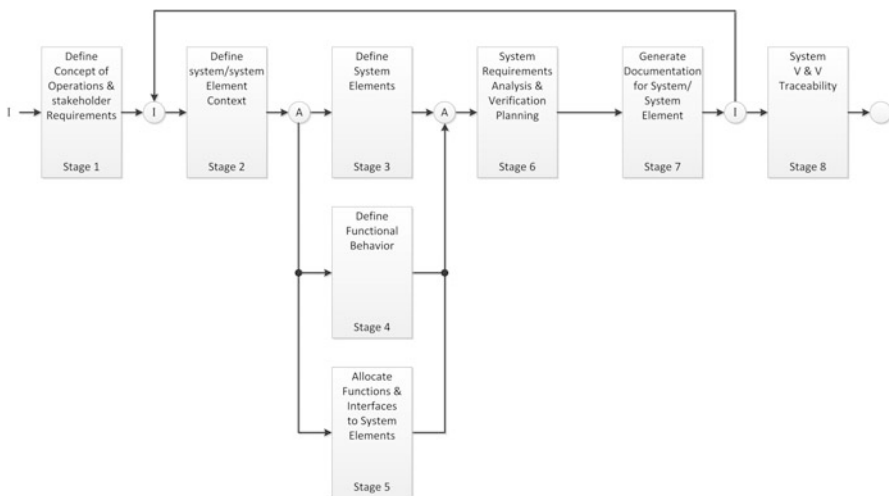 Define
Concept of
Operations &
stakeholder
Requirements
Stage 1
Define
system/system
Element
Context
Stage 2
Define
System
Elements
Stage 3
System
Requirements
Analysis &
Verification
Planning
Stage 6
Generate
Documentation
for System/
System
Element
Stage 7
System
V & V
Traceability
Stage 8
I
I
A
A
I
Define
Functional
Behavior
Stage 4
Allocate
Functions &
Interfaces
to System
Elements
Stage 5